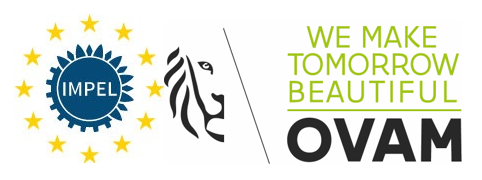 IMPEL
WE MAKE
TOMORROW
BEAUTIFUL
OVAM